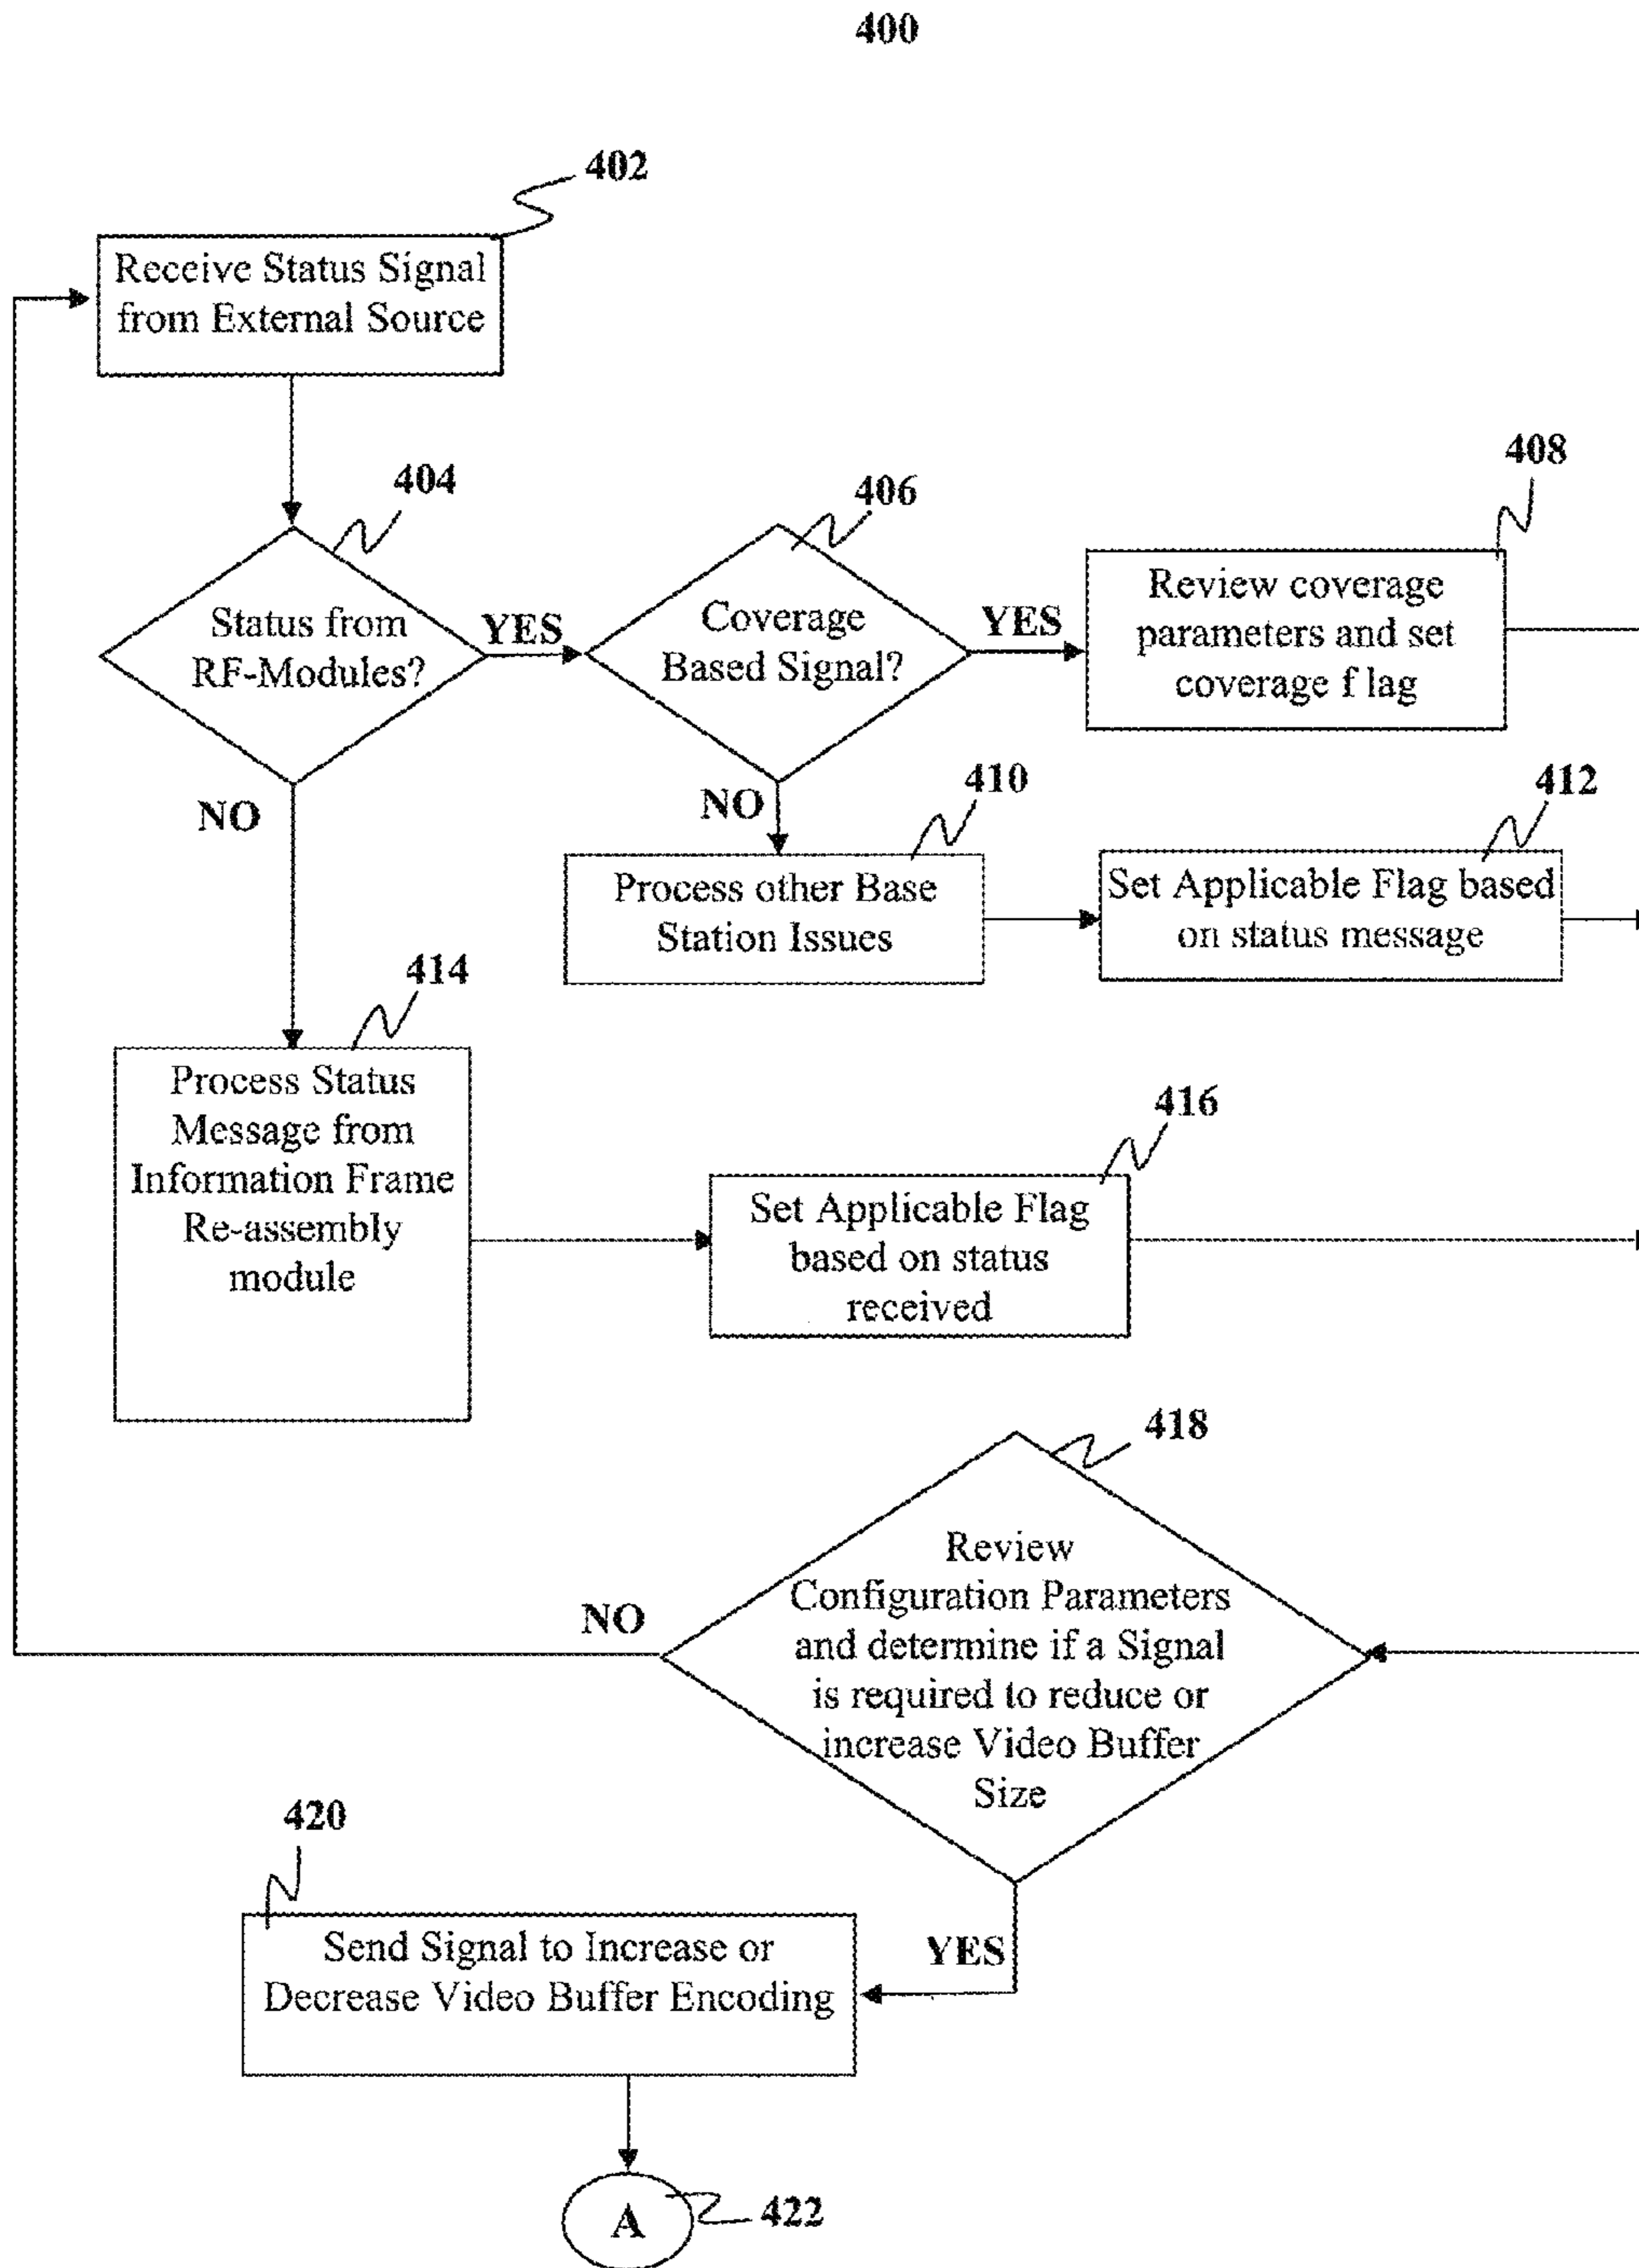 400
402
Receive Status Signal
from External Source
404
406
408
Status from
RF-Modules?
YES
Coverage
Based Signal?
YES
Review coverage
parameters and set
coverage f lag
NO
NO
410
412
Process other Base
Station Issues
Set Applicable Flag based
on status message
414
Process Status
Message from
Information Frame
Re-assembly
module
416
Set Applicable Flag
based on status
received
418
Review
Configuration Parameters
and determine if a Signal
is required to reduce or
increase Video Buffer
Size
NO
YES
420
Send Signal to Increase or
Decrease Video Buffer Encoding
A
422